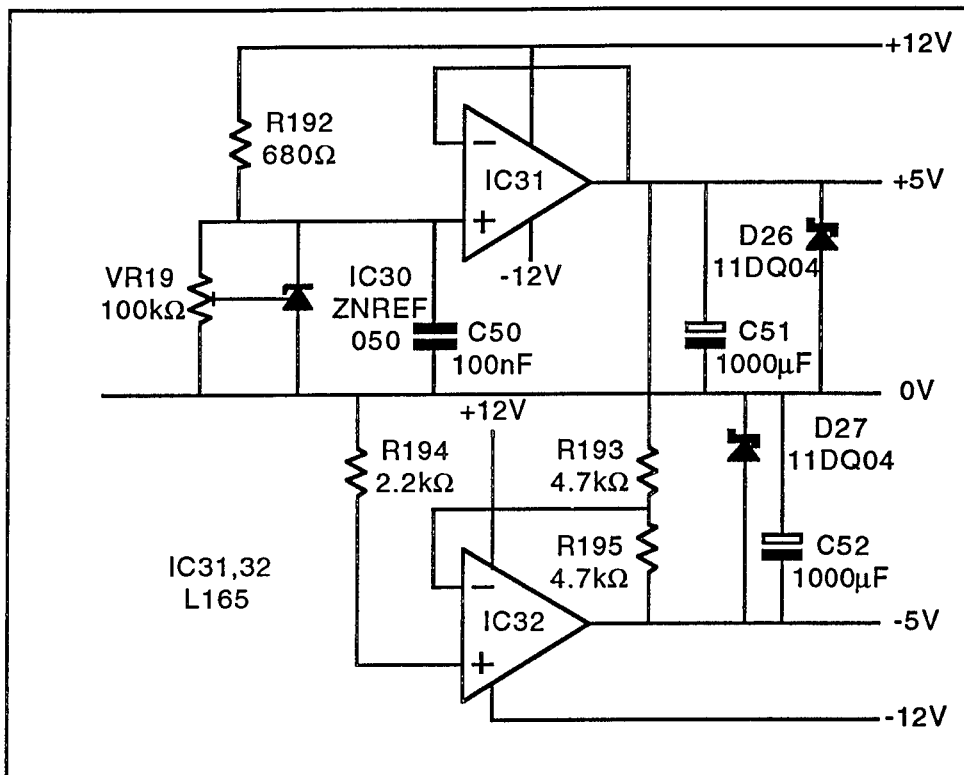 +12V
R192
680Ω
−
IC31
+5V
+
D26
11DQ04
-12V
VR19
100kΩ
IC30
ZNREF
050
C50
100nF
C51
1000µF
0V
+12V
R194
2.2kΩ
R193
4.7kΩ
D27
11DQ04
R195
4.7kΩ
C52
1000µF
IC31,32
L165
−
IC32
-5V
+
-12V